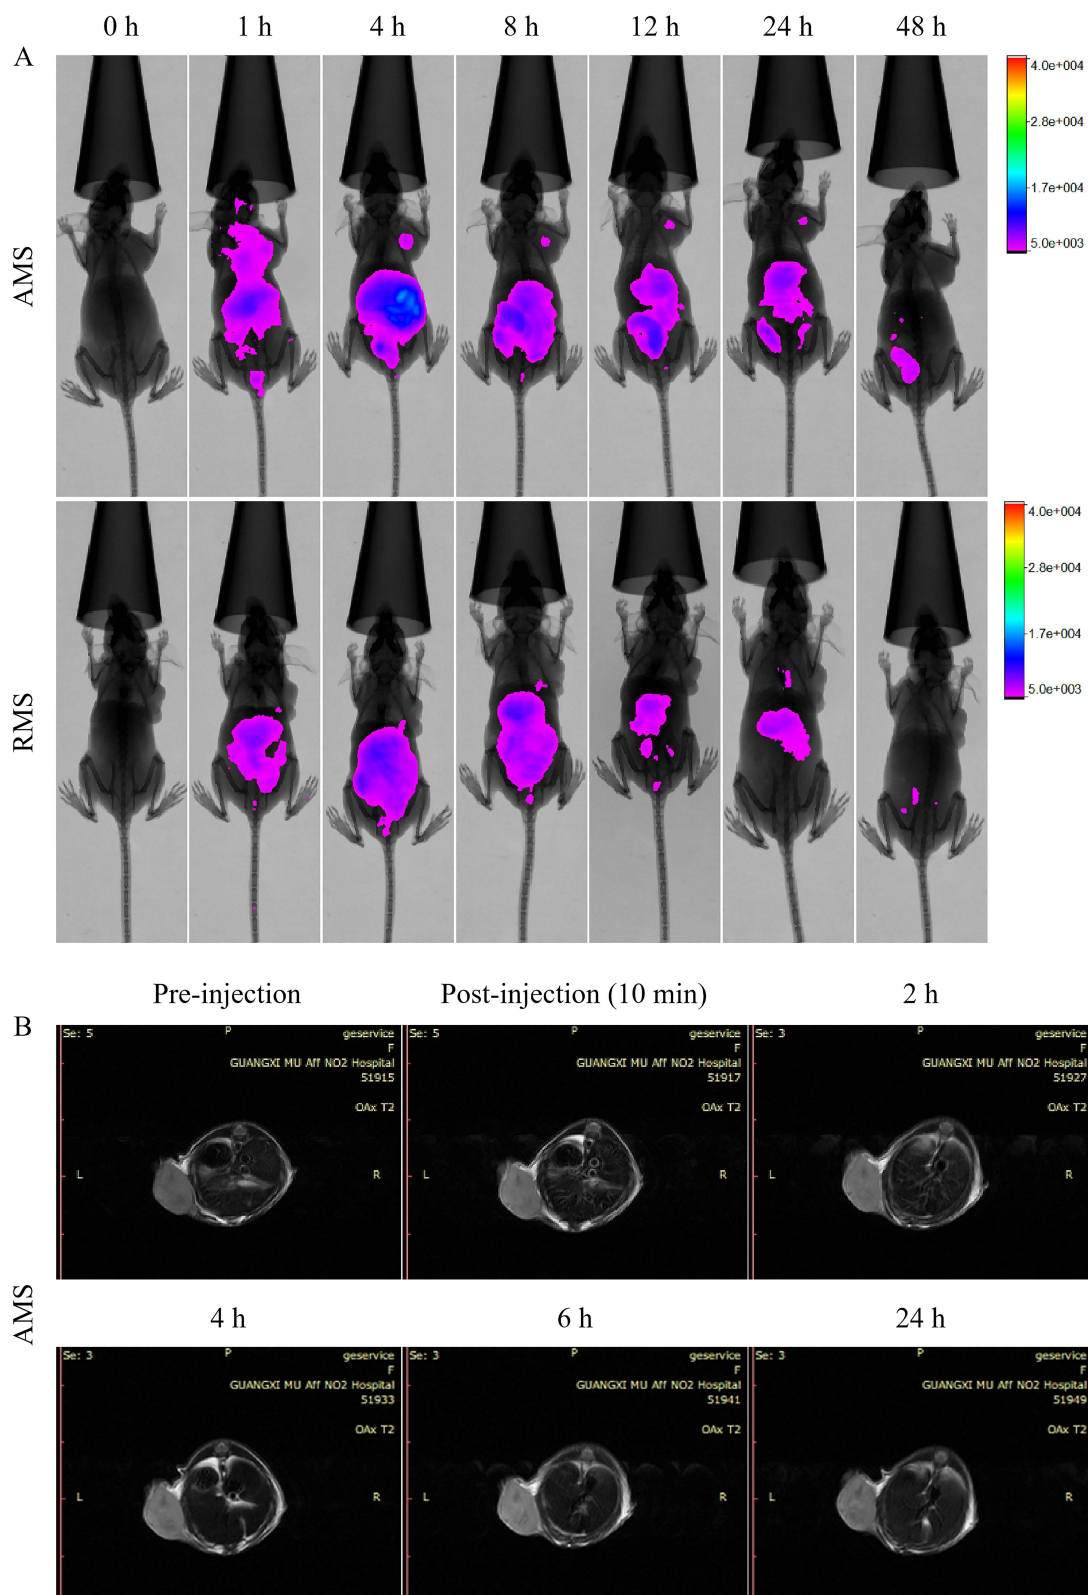 0 h 1 h 4 h 8 h 12 h 24 h 48 h
A
AMS
4.0e+004
2.8e+004
1.7e+004
5.0e+003
RMS
4.0e+004
2.8e+004
1.7e+004
5.0e+003
B
Pre-injection Post-injection (10 min) 2 h
AMS
Se: 5 P geservice
F
GUANGXI MU Aff NO2 Hospital
51915
OAx T2
L R
Se: 5 P geservice
F
GUANGXI MU Aff NO2 Hospital
51917
OAx T2
L R
Se: 3 P geservice
F
GUANGXI MU Aff NO2 Hospital
51927
OAx T2
L R
4 h 6 h 24 h
Se: 3 P geservice
F
GUANGXI MU Aff NO2 Hospital
51933
OAx T2
L R
Se: 3 P geservice
F
GUANGXI MU Aff NO2 Hospital
51941
OAx T2
L R
Se: 3 P geservice
F
GUANGXI MU Aff NO2 Hospital
51949
OAx T2
L R